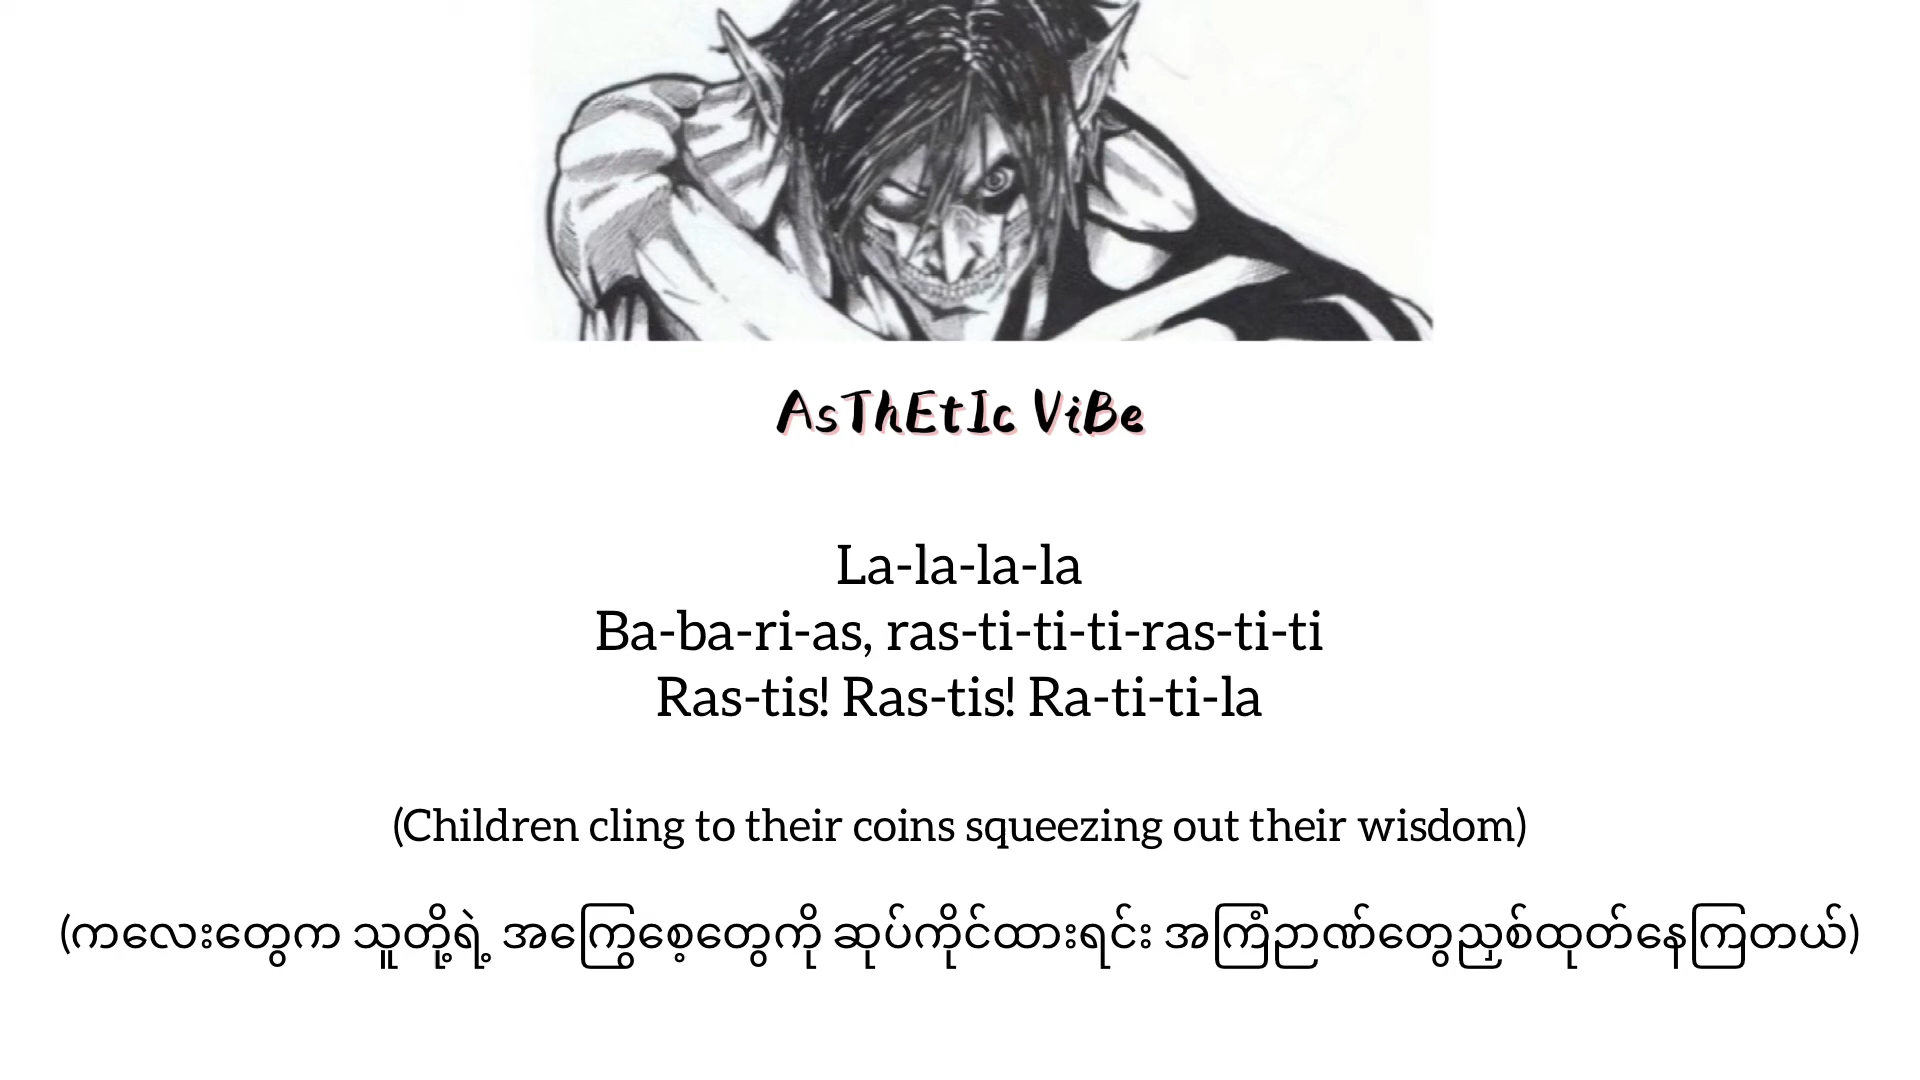 AsThEtIc ViBe
La-la-la-la
Ba-ba-ri-as, ras-ti-ti-ti-ras-ti-ti
Ras-tis! Ras-tis! Ra-ti-ti-la
(Children cling to their coins squeezing out their wisdom)
(ကလေးတွေက သူတို့ရဲ့ အကြွေစေ့တွေကို ဆုပ်ကိုင်ထားရင်း အကြံဉာဏ်တွေညှစ်ထုတ်နေကြတယ်)